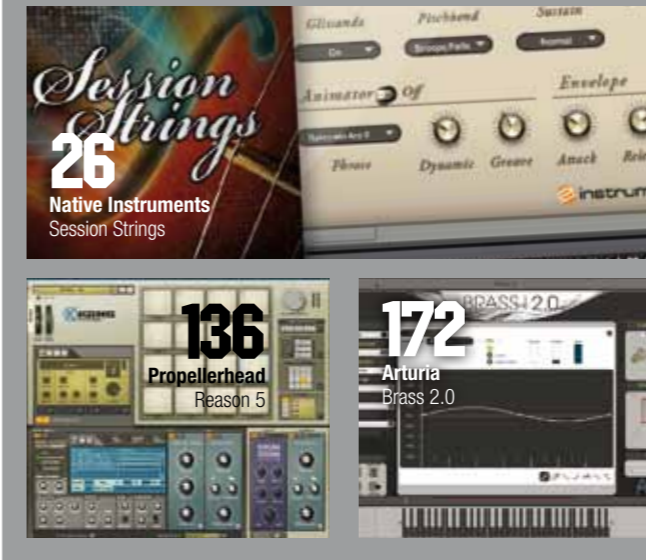 Session
Strings
26
Native Instruments
Session Strings
Glissando
Pitchbend
Sustain
Normal
Animator
Off
Envelope
Phrase
Dynamic
Groove
Attack
136
Propellerhead
Reason 5
BRASS 2.0
172
Arturia
Brass 2.0